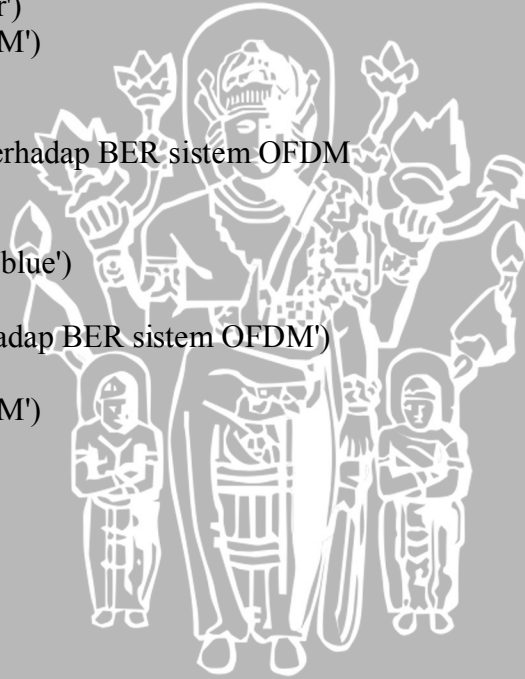 r')
M')
erhadap BER sistem OFDM
blue')
adap BER sistem OFDM')
M')